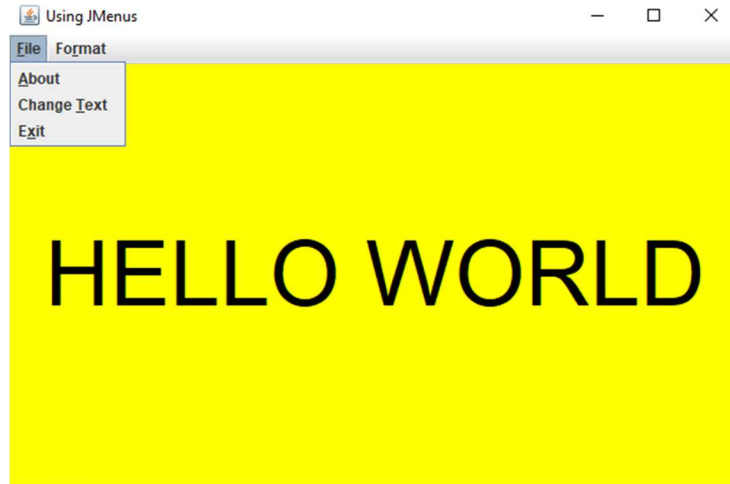 Using JMenus
File Format
About
Change Text
Exit
HELLO WORLD